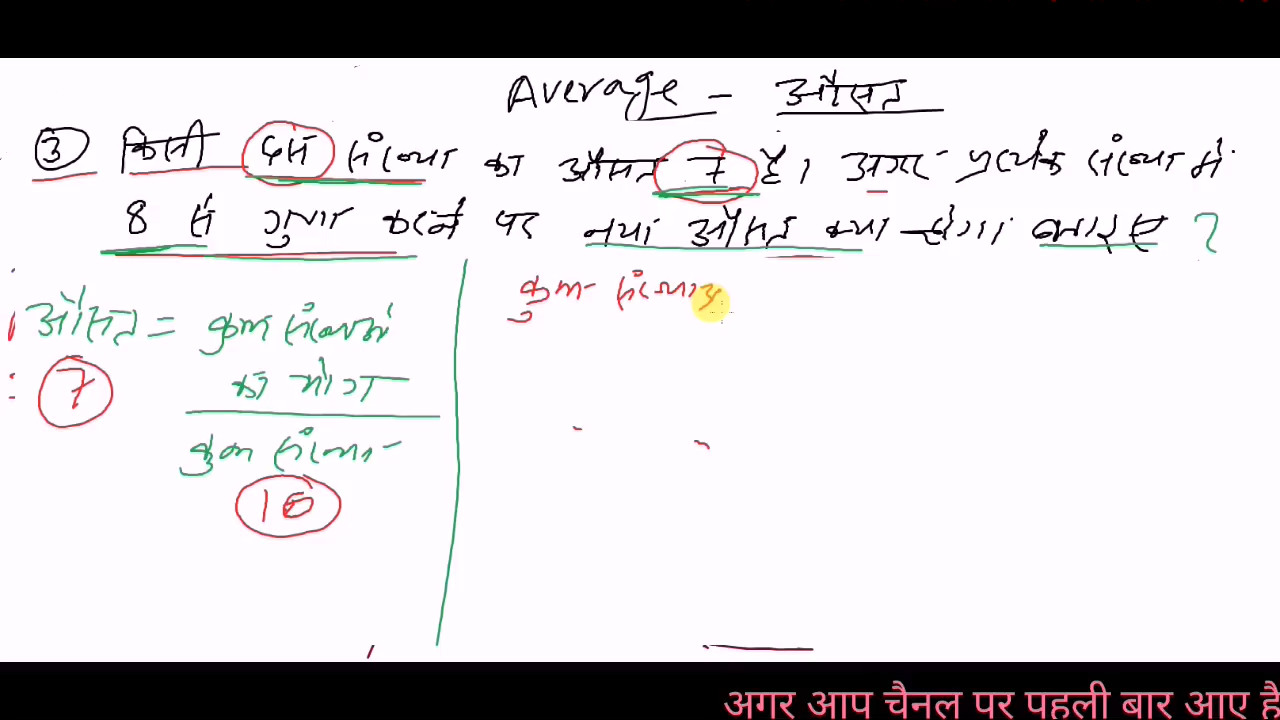 Average - औसत
③ किसी दस संख्या का औसत 7 है। अगर प्रत्येक संख्या में
8 से गुणा करने पर नया औसत क्या होगा बताइए ?
औसत = कुल संख्याओं
का योग
कुल संख्या
7
10
कुल संख्याओ
अगर आप चैनल पर पहली बार आए है